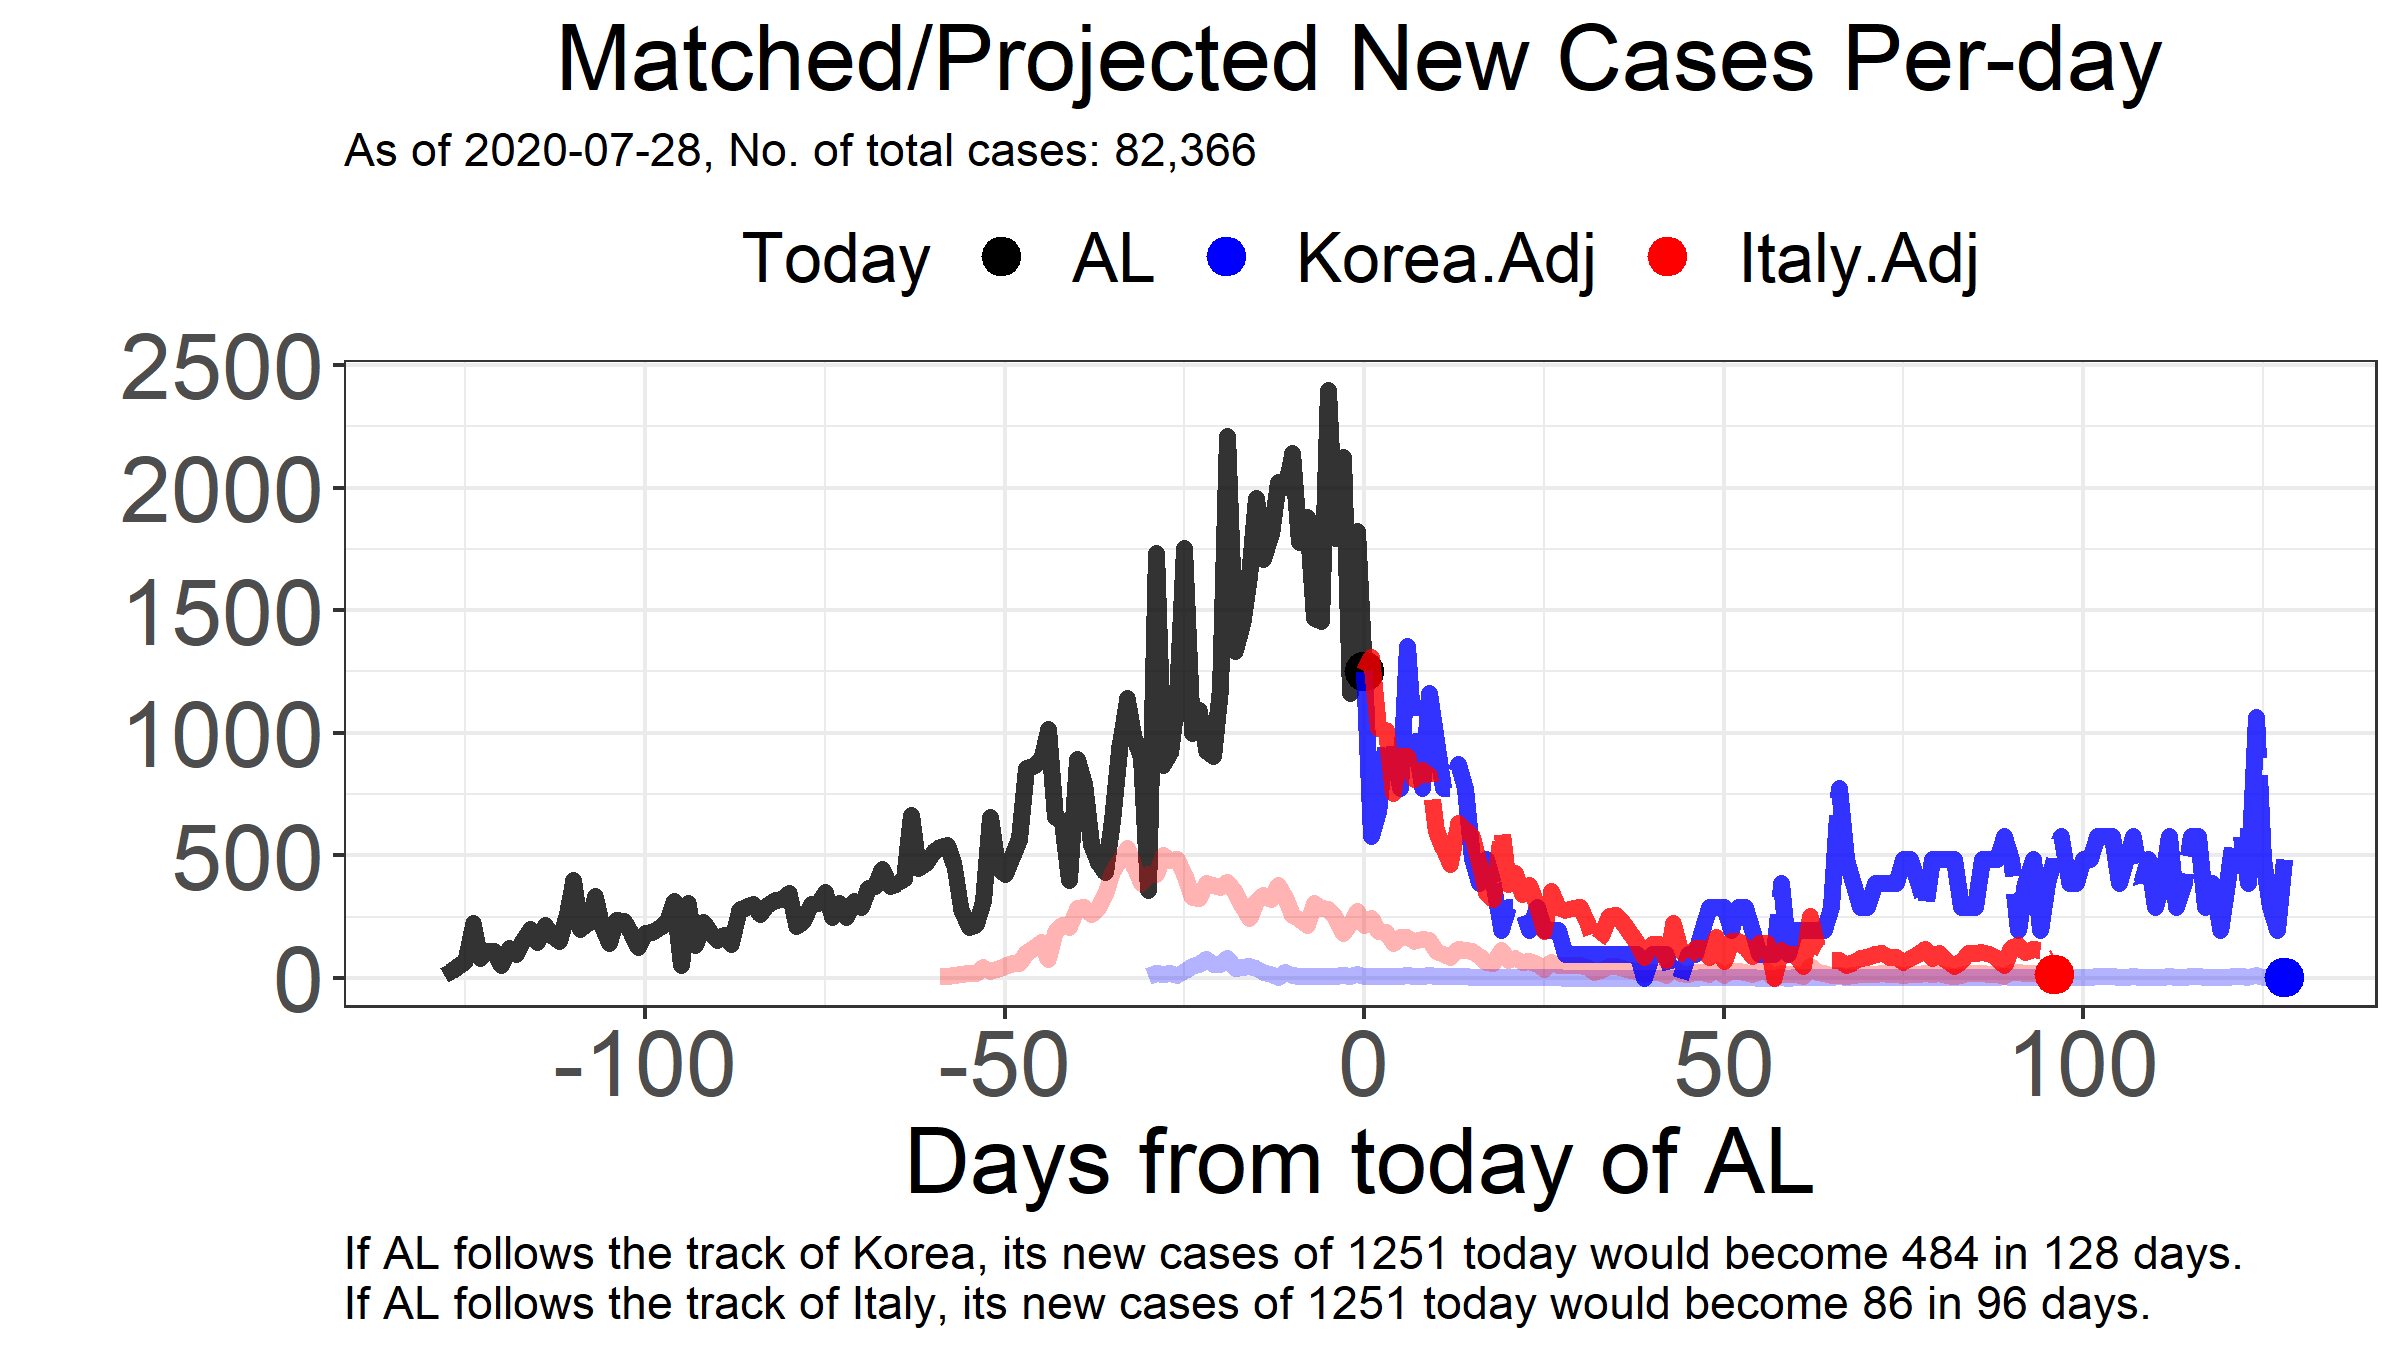 Matched/Projected New Cases Per-day
As of 2020-07-28, No. of total cases: 82,366
Today AL Korea.Adj Italy.Adj
2500
2000
1500
1000
500
0
-100 -50 0 50 100
Days from today of AL
If AL follows the track of Korea, its new cases of 1251 today would become 484 in 128 days.
If AL follows the track of Italy, its new cases of 1251 today would become 86 in 96 days.